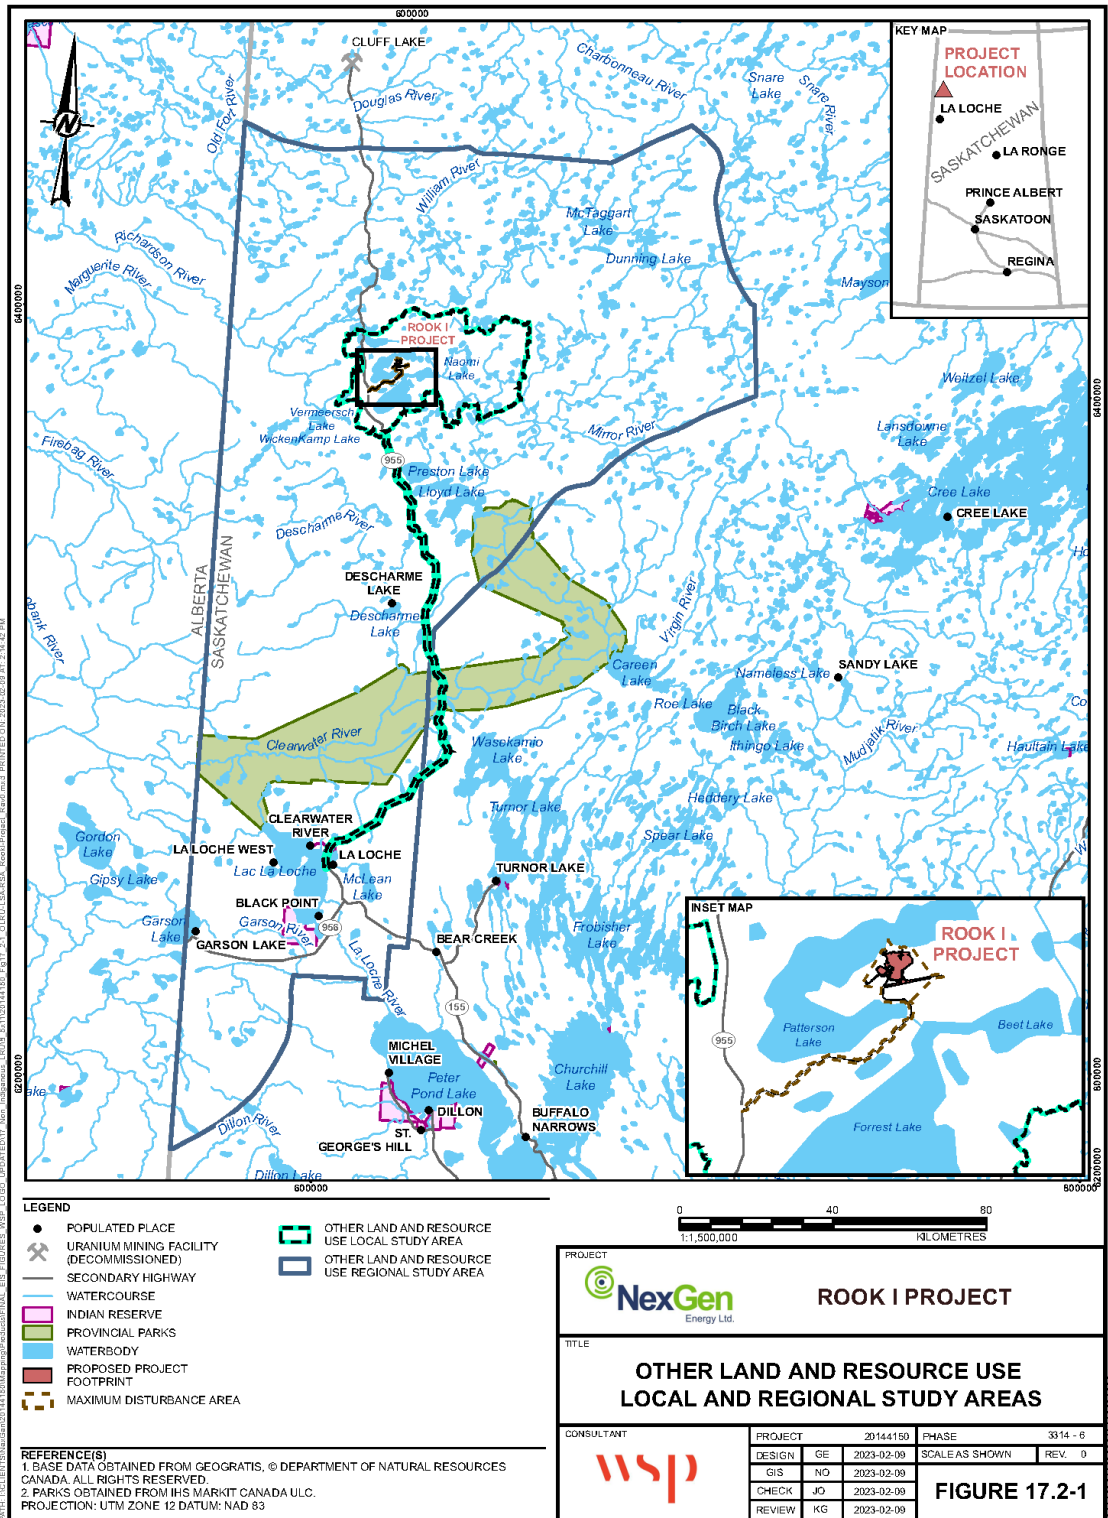 600000
CLUFF LAKE
Douglas River
Charbonneau River
Snare Lake
Snare River
Old Fort River
N
William River
McTaggart Lake
Dunning Lake
Richardson River
Marguerite River
Mayson
6400000
6400000
ROOK I
PROJECT
Naomi
Lake
Vermeersch
Lake
WickenKamp Lake
Mirror River
Weitzel Lake
Lansdowne
Lake
Firebag River
955
Preston Lake
Lloyd Lake
Cree Lake
CREE LAKE
Descharme River
DESCHARME
LAKE
Descharme
Lake
ALBERTA
SASKATCHEWAN
Virgin River
Careen
Lake
Nameless Lake
SANDY LAKE
Roe Lake
Black
Birch Lake
Ithingo Lake
Mudjatik River
Haultain Lake
Clearwater River
Wasekamio
Lake
Turnor Lake
Heddery Lake
Spear Lake
Gordon
Lake
Gipsy Lake
CLEARWATER
RIVER
LA LOCHE WEST
LA LOCHE
Lac La Loche
McLean
Lake
TURNOR LAKE
BLACK POINT
Garson
Lake
Garson River
956
GARSON LAKE
La Loche River
BEAR CREEK
Frobisher
Lake
155
MICHEL
VILLAGE
Peter
Pond Lake
Churchill
Lake
DILLON
ST.
GEORGE'S HILL
BUFFALO
NARROWS
Dillon River
Dillon Lake
6200000
6200000
600000
800000
KEY MAP
PROJECT
LOCATION
LA LOCHE
SASKATCHEWAN
LA RONGE
PRINCE ALBERT
SASKATOON
REGINA
INSET MAP
ROOK I
PROJECT
Patterson
Lake
Beet Lake
955
Forrest Lake
LEGEND
POPULATED PLACE
URANIUM MINING FACILITY
(DECOMMISSIONED)
SECONDARY HIGHWAY
WATERCOURSE
INDIAN RESERVE
PROVINCIAL PARKS
WATERBODY
PROPOSED PROJECT
FOOTPRINT
MAXIMUM DISTURBANCE AREA
OTHER LAND AND RESOURCE
USE LOCAL STUDY AREA
OTHER LAND AND RESOURCE
USE REGIONAL STUDY AREA
0 40 80
1:1,500,000 KILOMETRES
REFERENCE(S)
1. BASE DATA OBTAINED FROM GEOGRATIS, © DEPARTMENT OF NATURAL RESOURCES
CANADA. ALL RIGHTS RESERVED.
2. PARKS OBTAINED FROM IHS MARKIT CANADA ULC.
PROJECTION: UTM ZONE 12 DATUM: NAD 83
PROJECT
NexGen
Energy Ltd.
ROOK I PROJECT
TITLE
OTHER LAND AND RESOURCE USE
LOCAL AND REGIONAL STUDY AREAS
CONSULTANT
wsp
PROJECT 20144150 PHASE 3314 - 6
DESIGN GE 2023-02-09 SCALE AS SHOWN REV. 0
GIS NO 2023-02-09
CHECK JO 2023-02-09
REVIEW KG 2023-02-09
FIGURE 17.2-1